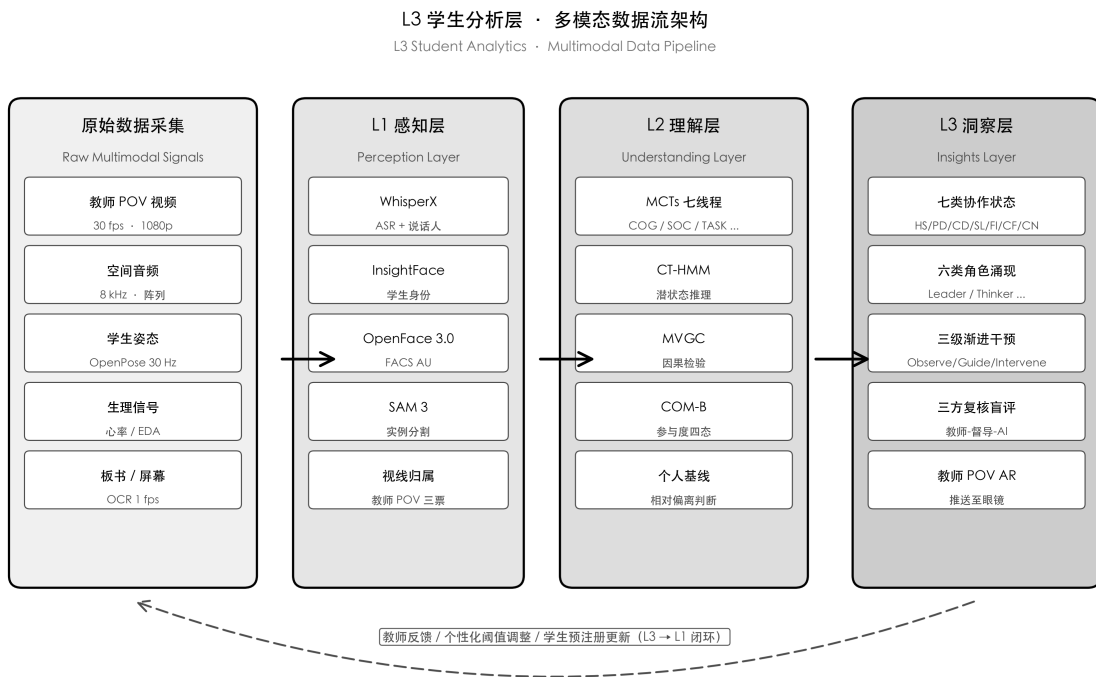 L3 学生分析层 · 多模态数据流架构
L3 Student Analytics · Multimodal Data Pipeline
原始数据采集
Raw Multimodal Signals
教师 POV 视频
30 fps · 1080p
空间音频
8 kHz · 阵列
学生姿态
OpenPose 30 Hz
生理信号
心率 / EDA
板书 / 屏幕
OCR 1 fps
L1 感知层
Perception Layer
WhisperX
ASR + 说话人
InsightFace
学生身份
OpenFace 3.0
FACS AU
SAM 3
实例分割
视线归属
教师 POV 三票
L2 理解层
Understanding Layer
MCTs 七线程
COG / SOC / TASK ...
CT-HMM
潜状态推理
MVGC
因果检验
COM-B
参与度四态
个人基线
相对偏离判断
L3 洞察层
Insights Layer
七类协作状态
HS/PD/CD/SL/FI/CF/CN
六类角色涌现
Leader / Thinker ...
三级渐进干预
Observe/Guide/Intervene
三方复核盲评
教师-督导-AI
教师 POV AR
推送至眼镜
教师反馈 / 个性化阈值调整 / 学生预注册更新（L3 → L1 闭环）